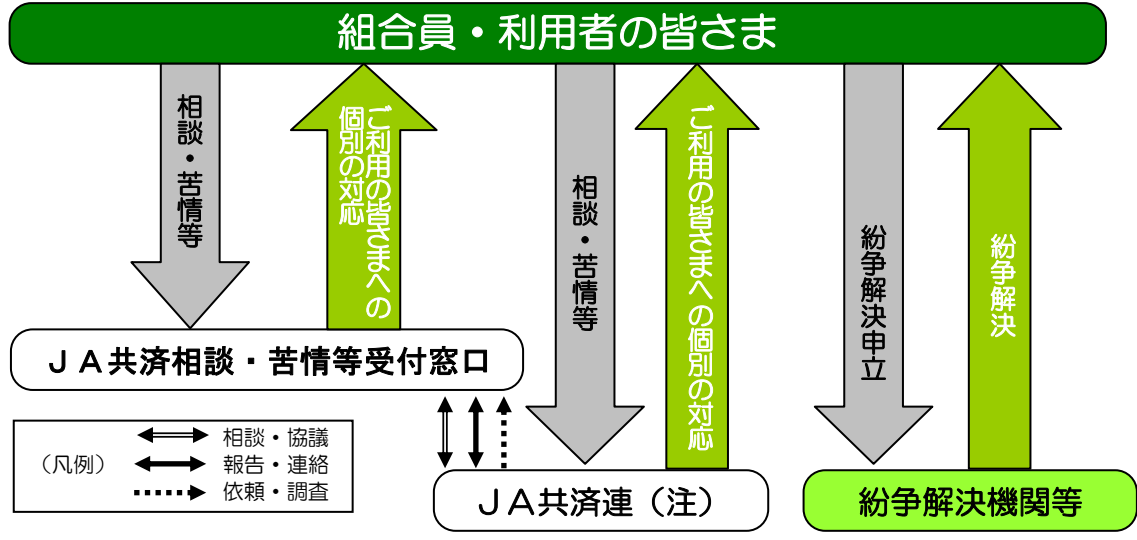 組合員・利用者の皆さま
相談・苦情等
ご利用の皆さまへの
個別の対応
相談・苦情等
ご利用の皆さまへの個別の対応
紛争解決申立
紛争解決
ＪＡ共済相談・苦情等受付窓口
（凡例）
相談・協議
報告・連絡
依頼・調査
ＪＡ共済連（注）
紛争解決機関等